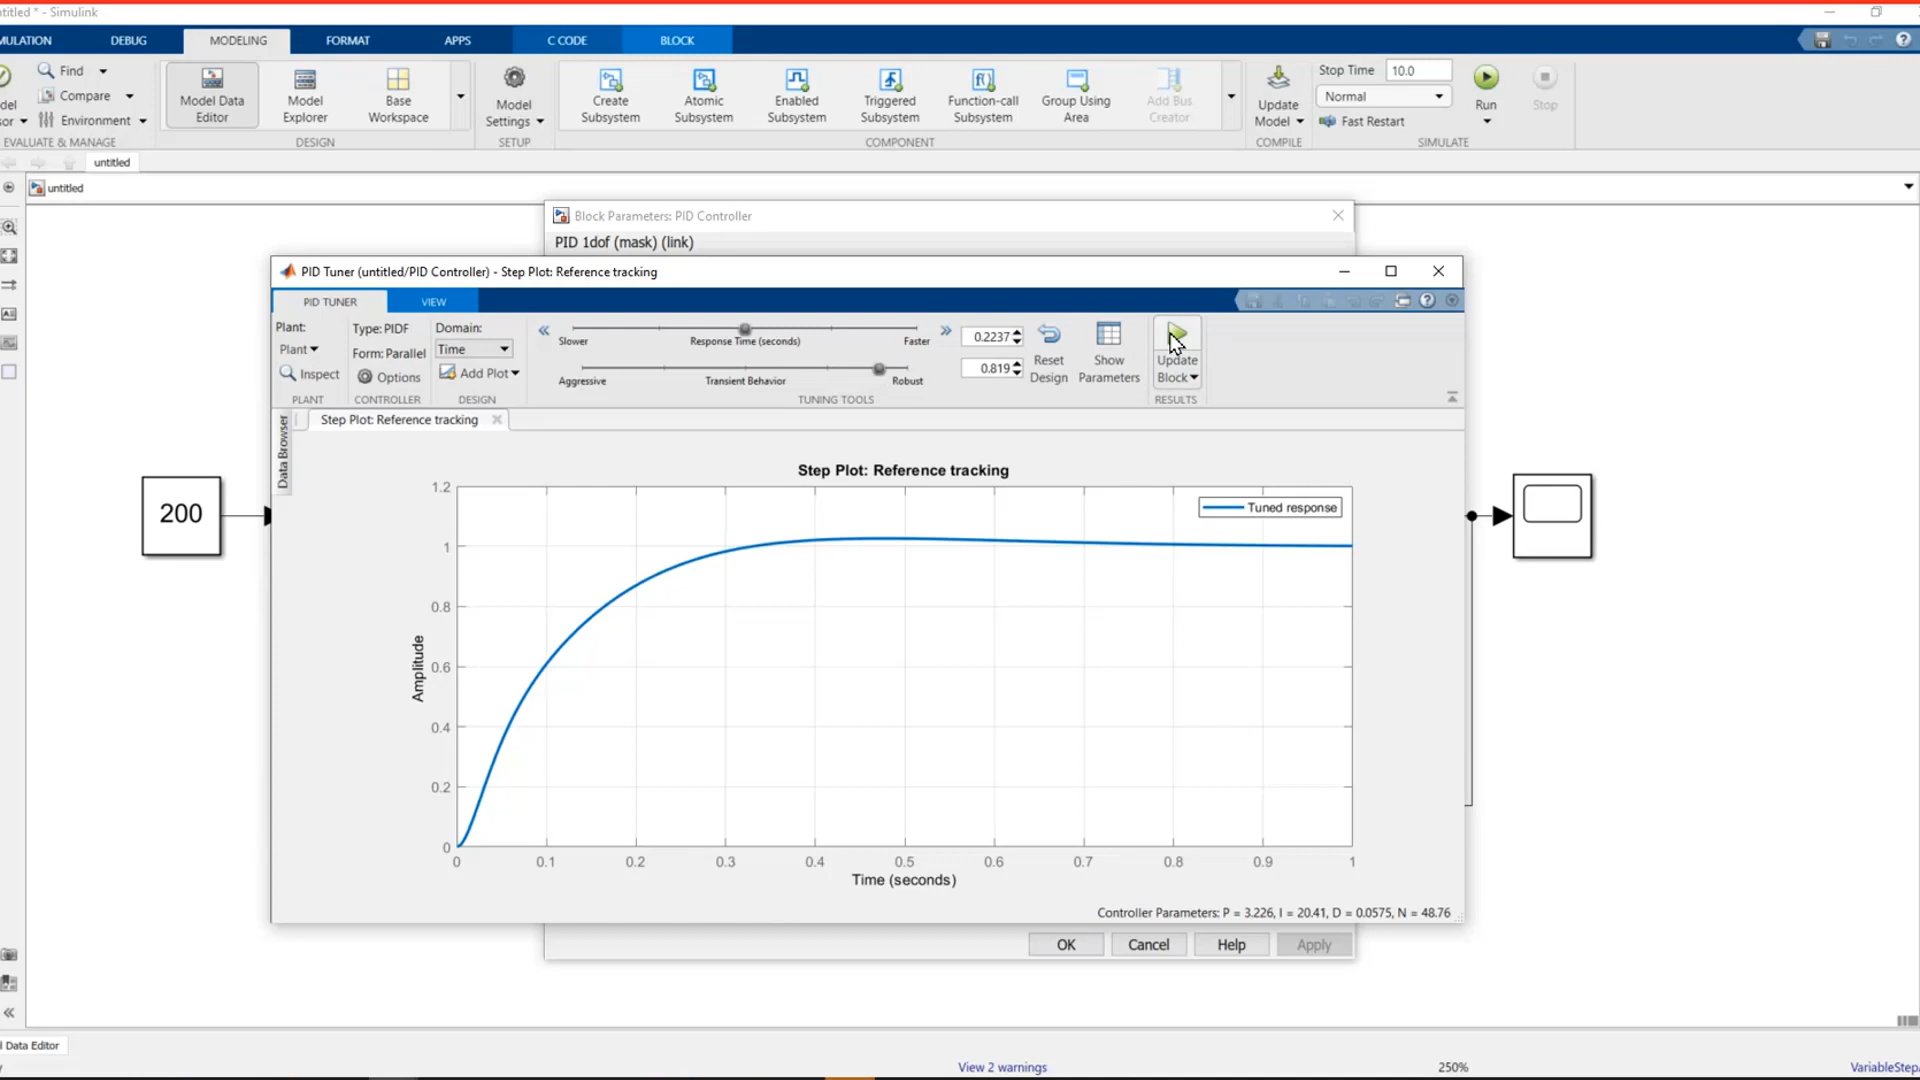 ntitled * - Simulink
MULATION DEBUG MODELING FORMAT APPS C CODE BLOCK
Find
Compare
Environment
EVALUATE & MANAGE
Model Data Editor
Model Explorer
Base Workspace
DESIGN
Model Settings
SETUP
Create Subsystem
Atomic Subsystem
Enabled Subsystem
Triggered Subsystem
Function-call Subsystem
Group Using Area
Add Bus Creator
COMPONENT
Update Model
COMPILE
Stop Time 10.0
Normal
Fast Restart
Run
Stop
SIMULATE
untitled
untitled
Block Parameters: PID Controller
PID 1dof (mask) (link)
PID Tuner (untitled/PID Controller) - Step Plot: Reference tracking
PID TUNER VIEW
Plant:
Plant
Inspect
PLANT
Type: PIDF
Form: Parallel
Options
CONTROLLER
Domain:
Time
Add Plot
DESIGN
Slower Response Time (seconds) Faster
0.2237
Aggressive Transient Behavior Robust
0.819
Reset Design
Show Parameters
TUNING TOOLS
Update Block
RESULTS
Data Browser
Step Plot: Reference tracking
Step Plot: Reference tracking
Tuned response
1.2
1
0.8
0.6
0.4
0.2
0
Amplitude
0 0.1 0.2 0.3 0.4 0.5 0.6 0.7 0.8 0.9 1
Time (seconds)
Controller Parameters: P = 3.226, I = 20.41, D = 0.0575, N = 48.76
200
OK Cancel Help Apply
l Data Editor
View 2 warnings 250% VariableStep